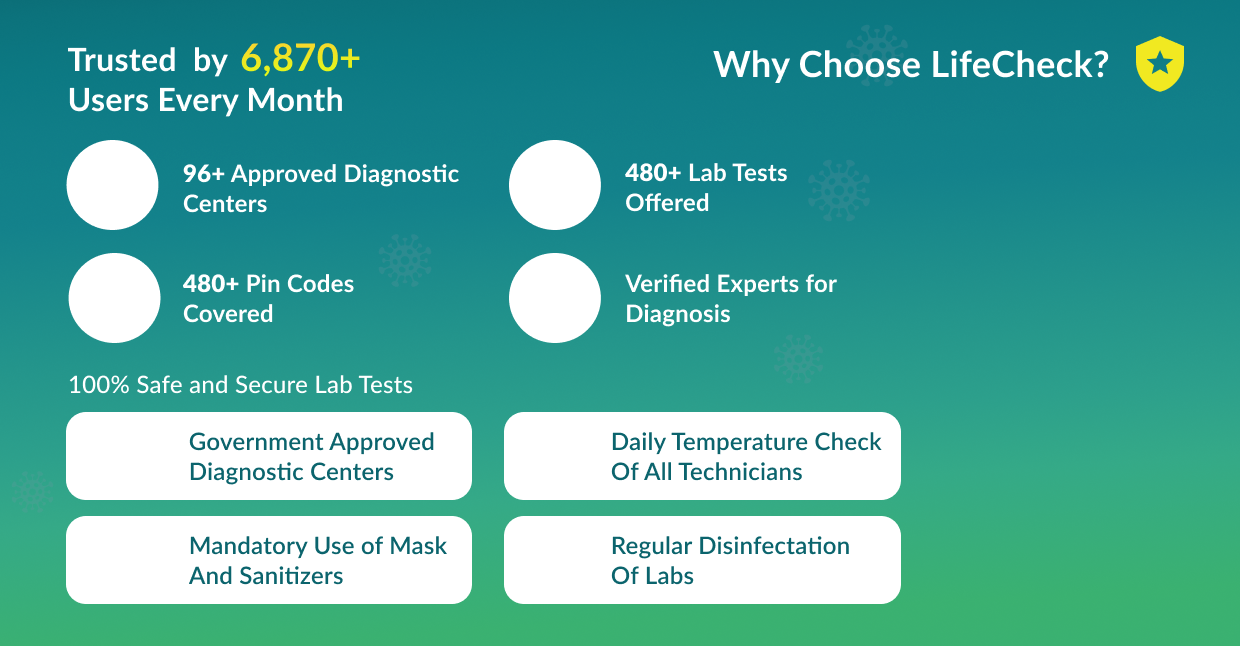 Trusted by 6,870+
Users Every Month
Why Choose LifeCheck?
96+ Approved Diagnostic
Centers
480+ Lab Tests
Offered
480+ Pin Codes
Covered
Verified Experts for
Diagnosis
100% Safe and Secure Lab Tests
Government Approved
Diagnostic Centers
Daily Temperature Check
Of All Technicians
Mandatory Use of Mask
And Sanitizers
Regular Disinfectation
Of Labs